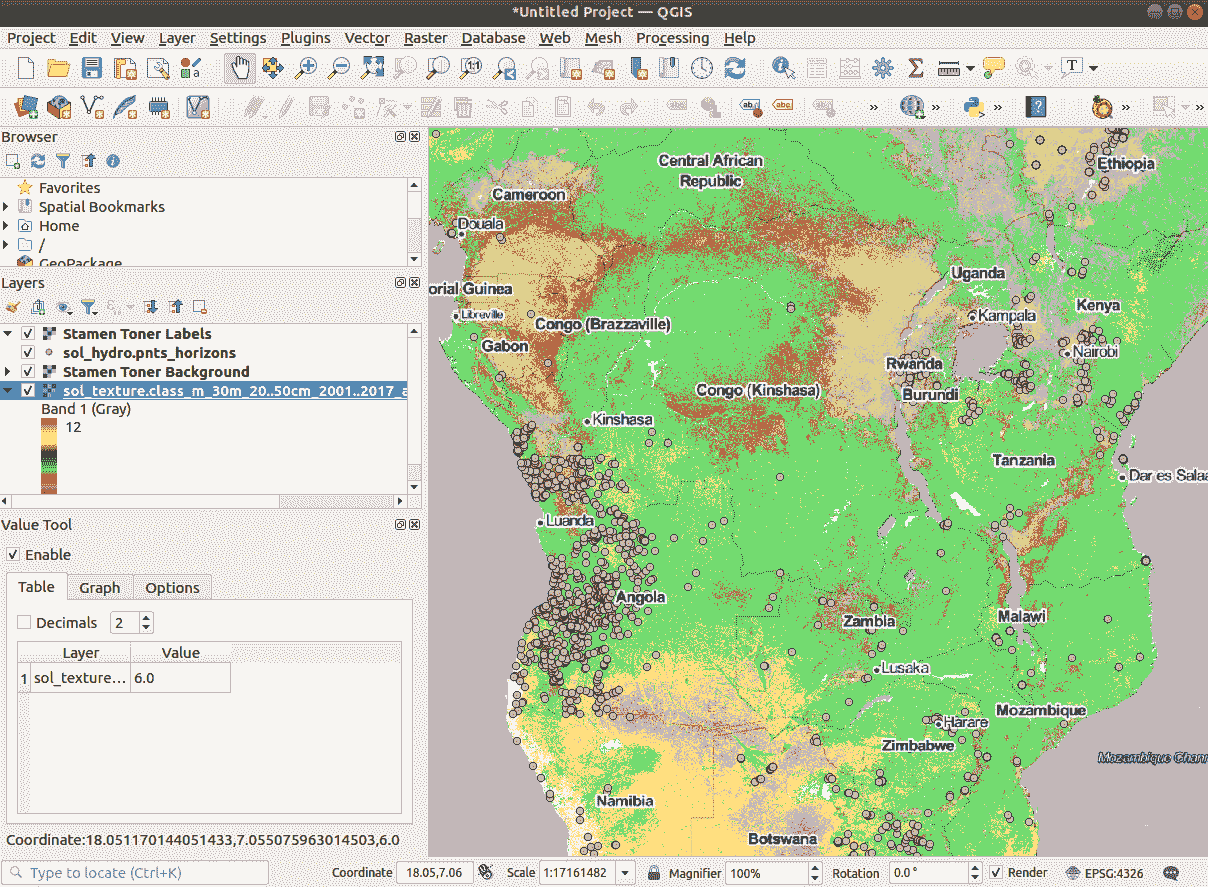 *Untitled Project — QGIS
Project Edit View Layer Settings Plugins Vector Raster Database Web Mesh Processing Help
Browser
Favorites
Spatial Bookmarks
Home
/
GeoPackage
Layers
Stamen Toner Labels
sol_hydro.pnts_horizons
Stamen Toner Background
sol_texture.class_m_30m_20..50cm_2001..2017_a
Band 1 (Gray)
12
Value Tool
Enable
Table Graph Options
Decimals 2
Layer Value
1 sol_texture... 6.0
Coordinate:18.051170144051433,7.055075963014503,6.0
Central African
Republic
Ethiopia
Cameroon
Douala
Uganda
orial Guinea
Libreville
Kampala
Kenya
Congo (Brazzaville)
Gabon
Nairobi
Rwanda
Congo (Kinshasa)
Burundi
Kinshasa
Tanzania
Dar es Salaa
Luanda
Angola
Malawi
Zambia
Lusaka
Mozambique
Harare
Zimbabwe
Mozambique Chann
Namibia
Botswana
Type to locate (Ctrl+K) Coordinate 18.05,7.06 Scale 1:17161482 Magnifier 100% Rotation 0.0 ° Render EPSG:4326